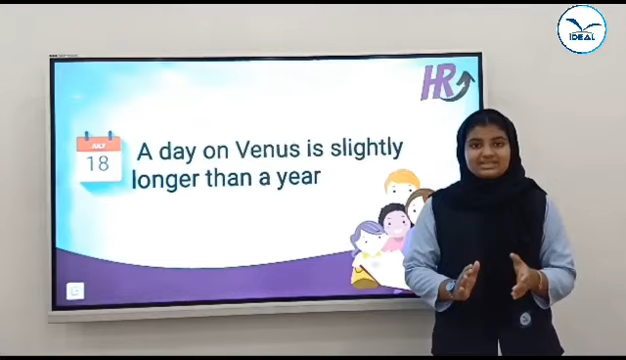 IDEAL
HR
JULY
18
A day on Venus is slightly
longer than a year